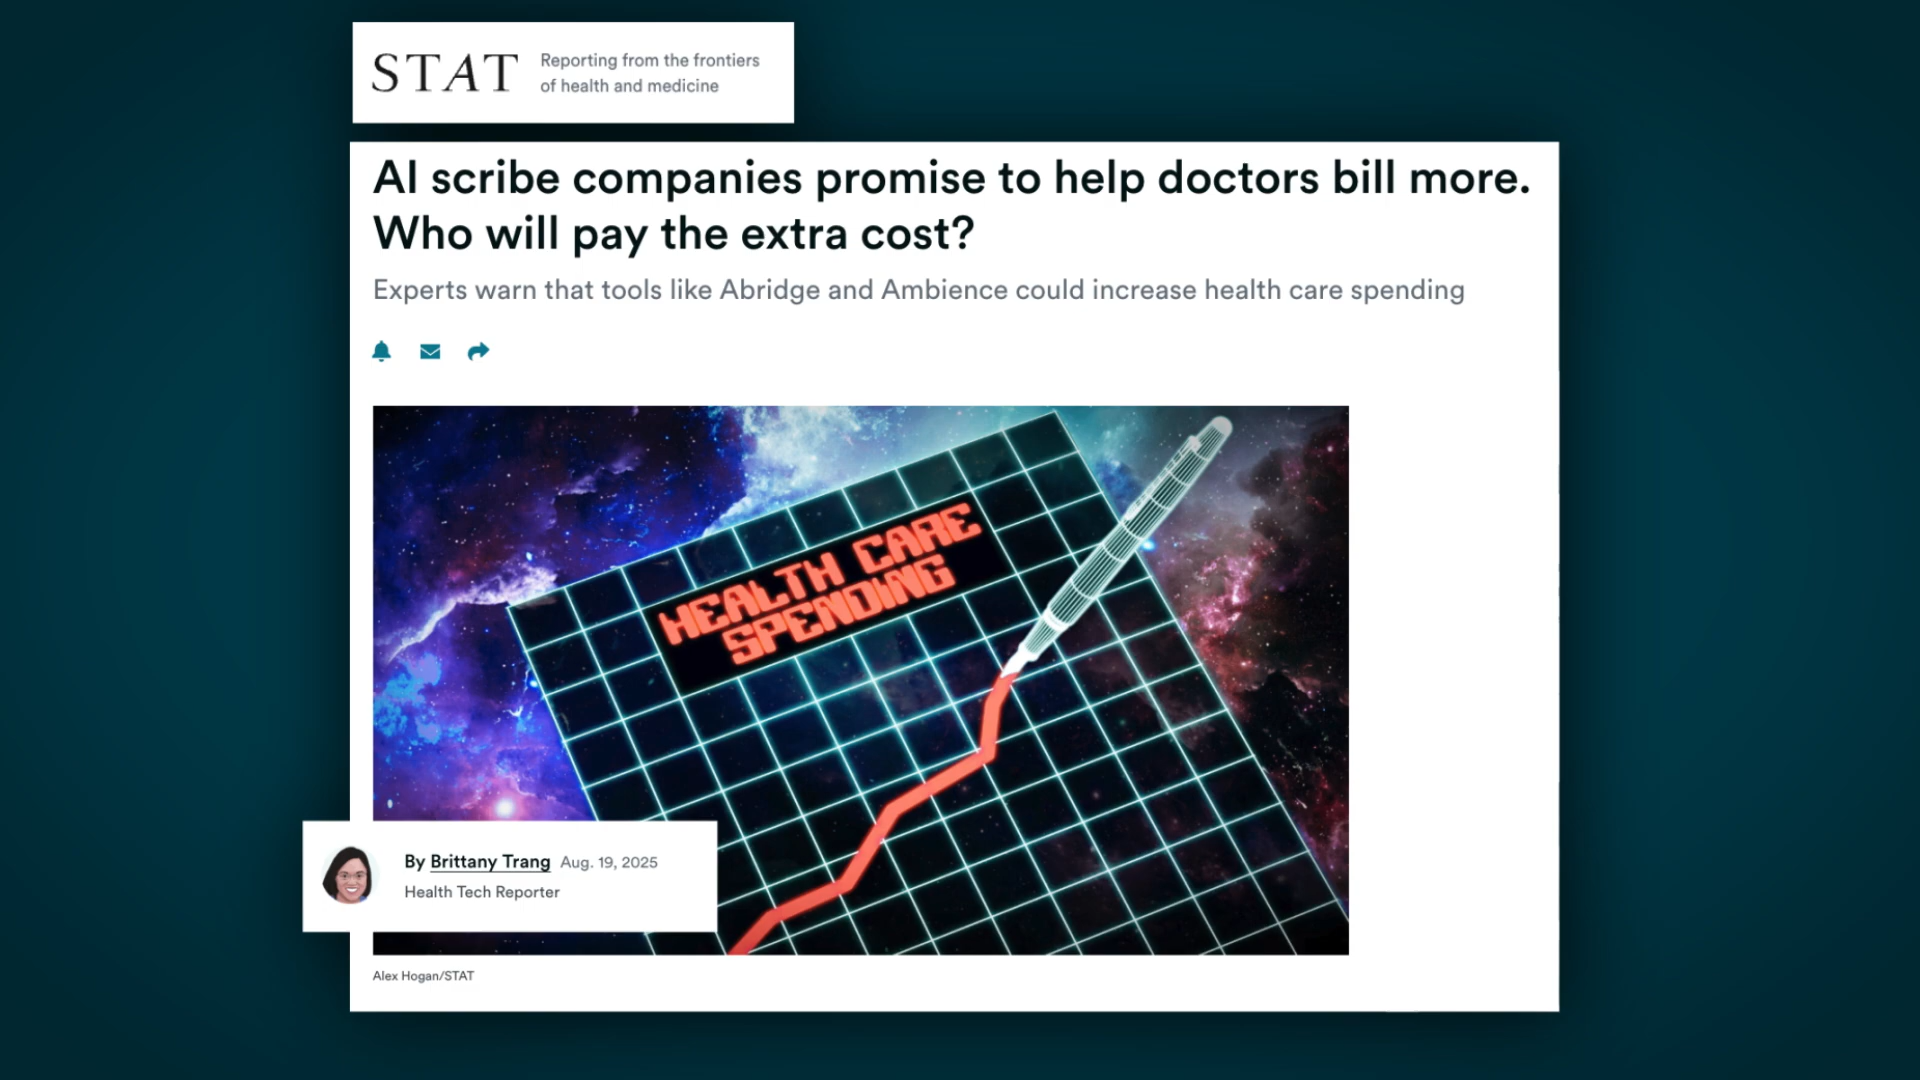 STAT
Reporting from the frontiers
of health and medicine
AI scribe companies promise to help doctors bill more.
Who will pay the extra cost?
Experts warn that tools like Abridge and Ambience could increase health care spending
HEALTH CARE
SPENDING
By Brittany Trang Aug. 19, 2025
Health Tech Reporter
Alex Hogan/STAT